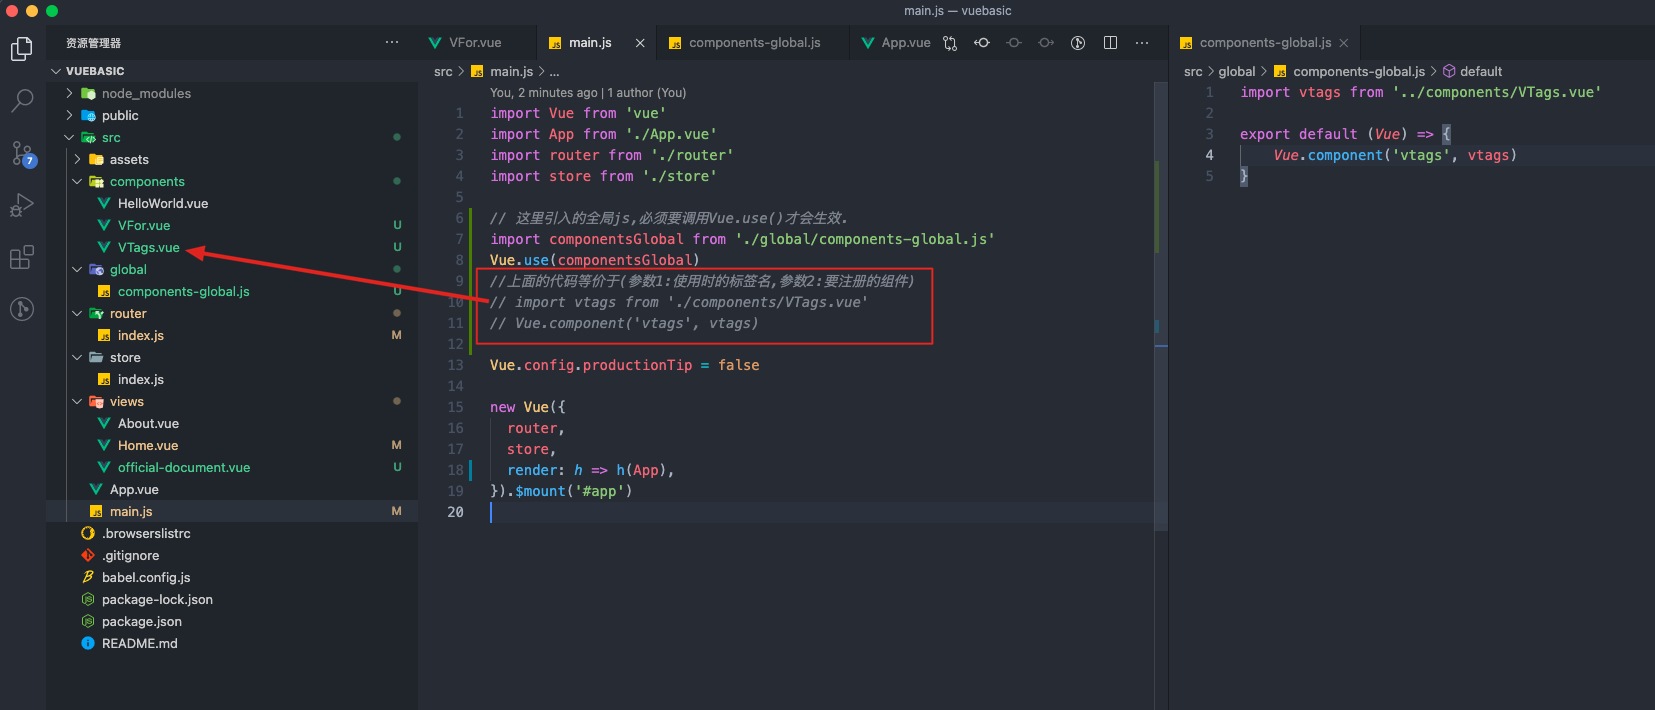 main.js — vuebasic
资源管理器
VUEBASIC
node_modules
public
src
assets
components
HelloWorld.vue
VFor.vue U
VTags.vue U
global
components-global.js U
router
index.js M
store
index.js
views
About.vue
Home.vue M
official-document.vue U
App.vue
main.js M
.browserslistrc
.gitignore
babel.config.js
package-lock.json
package.json
README.md
7
VFor.vue
JS main.js
JS components-global.js
App.vue
src > JS main.js > ...
You, 2 minutes ago | 1 author (You)
1 import Vue from 'vue'
2 import App from './App.vue'
3 import router from './router'
4 import store from './store'
5
6 // 这里引入的全局js,必须要调用Vue.use()才会生效.
7 import componentsGlobal from './global/components-global.js'
8 Vue.use(componentsGlobal)
9 //上面的代码等价于(参数1:使用时的标签名,参数2:要注册的组件)
10 // import vtags from './components/VTags.vue'
11 // Vue.component('vtags', vtags)
12
13 Vue.config.productionTip = false
14
15 new Vue({
16 router,
17 store,
18 render: h => h(App),
19 }).$mount('#app')
20
JS components-global.js
src > global > JS components-global.js > default
1 import vtags from '../components/VTags.vue'
2
3 export default (Vue) => {
4 Vue.component('vtags', vtags)
5 }